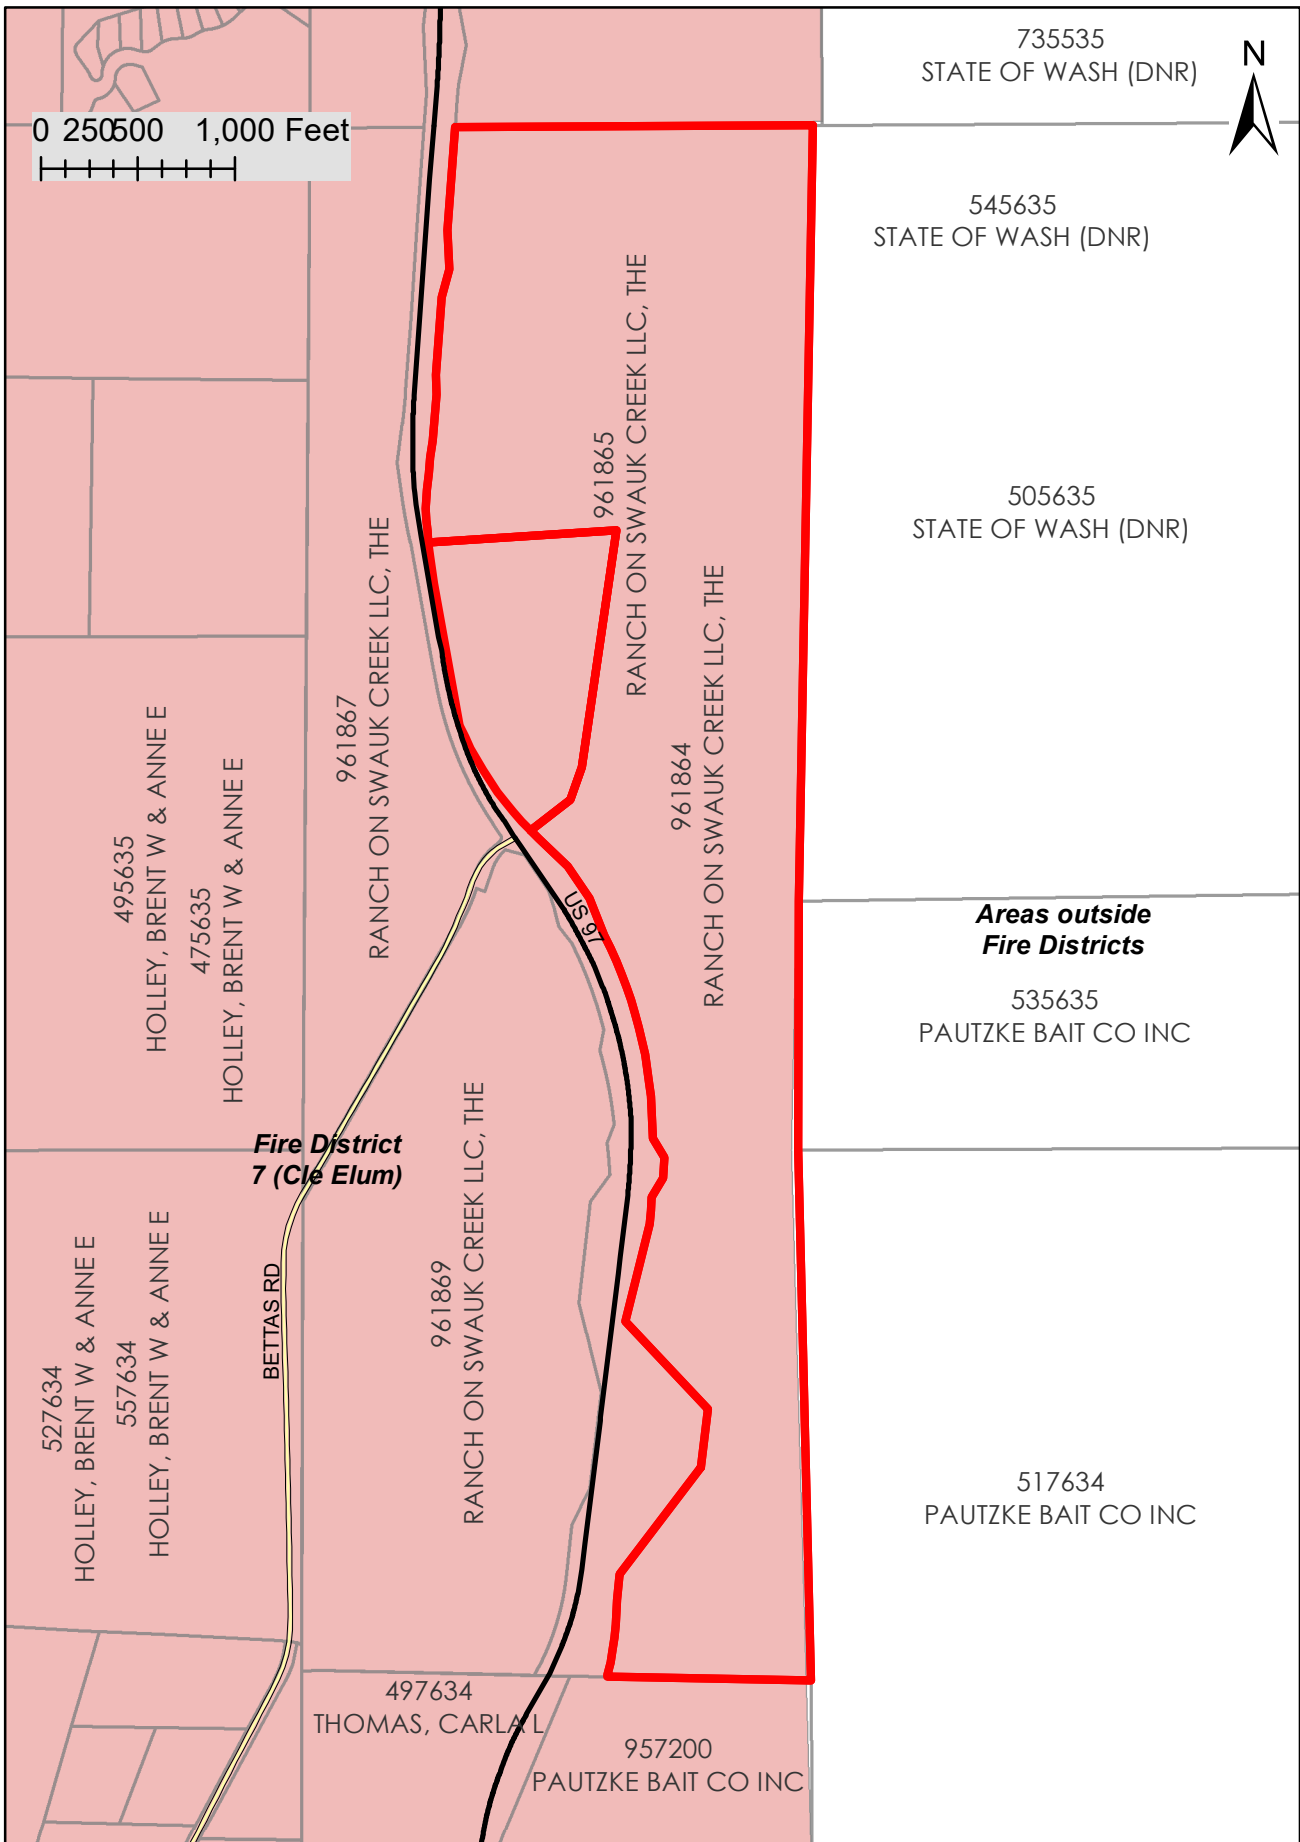 735535
STATE OF WASH (DNR)
N
0 250500 1,000 Feet
545635
STATE OF WASH (DNR)
961865
RANCH ON SWAUK CREEK LLC, THE
505635
STATE OF WASH (DNR)
961867
RANCH ON SWAUK CREEK LLC, THE
961864
RANCH ON SWAUK CREEK LLC, THE
495635
HOLLEY, BRENT W & ANNE E
475635
HOLLEY, BRENT W & ANNE E
US 97
Areas outside
Fire Districts
535635
PAUTZKE BAIT CO INC
Fire District
7 (Cle Elum)
961869
RANCH ON SWAUK CREEK LLC, THE
BETTAS RD
527634
HOLLEY, BRENT W & ANNE E
557634
HOLLEY, BRENT W & ANNE E
517634
PAUTZKE BAIT CO INC
497634
THOMAS, CARLA L
957200
PAUTZKE BAIT CO INC